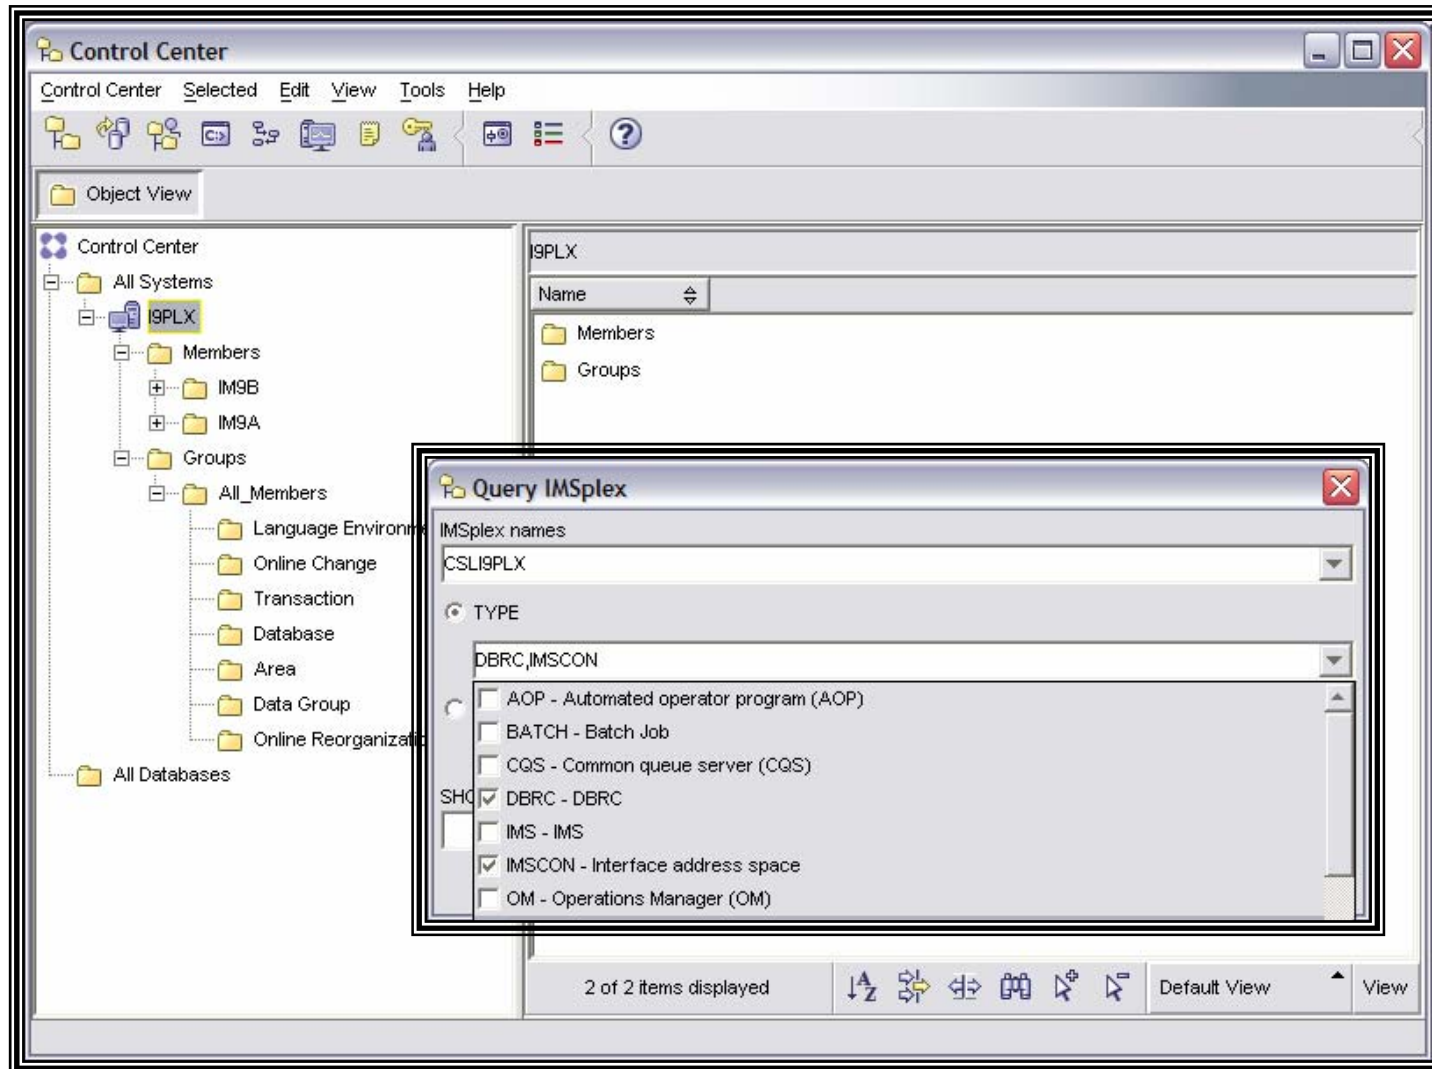 Control Center
Control Center Selected Edit View Tools Help
Object View
Control Center
All Systems
I9PLX
Members
IM9B
IM9A
Groups
All_Members
Language Environme
Online Change
Transaction
Database
Area
Data Group
Online Reorganizatio
All Databases
I9PLX
Name
Members
Groups
Query IMSplex
IMSplex names
CSLI9PLX
TYPE
DBRC,IMSCON
AOP - Automated operator program (AOP)
BATCH - Batch Job
CQS - Common queue server (CQS)
SHO
DBRC - DBRC
IMS - IMS
IMSCON - Interface address space
OM - Operations Manager (OM)
2 of 2 items displayed
Default View
View